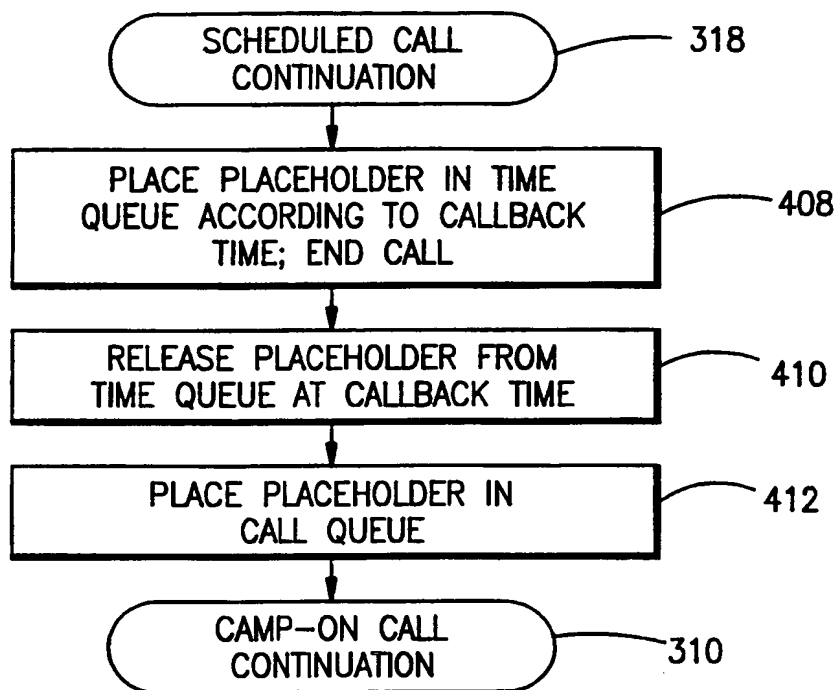 SCHEDULED CALL
CONTINUATION
318
PLACE PLACEHOLDER IN TIME
QUEUE ACCORDING TO CALLBACK
TIME; END CALL
408
RELEASE PLACEHOLDER FROM
TIME QUEUE AT CALLBACK TIME
410
PLACE PLACEHOLDER IN
CALL QUEUE
412
CAMP-ON CALL
CONTINUATION
310